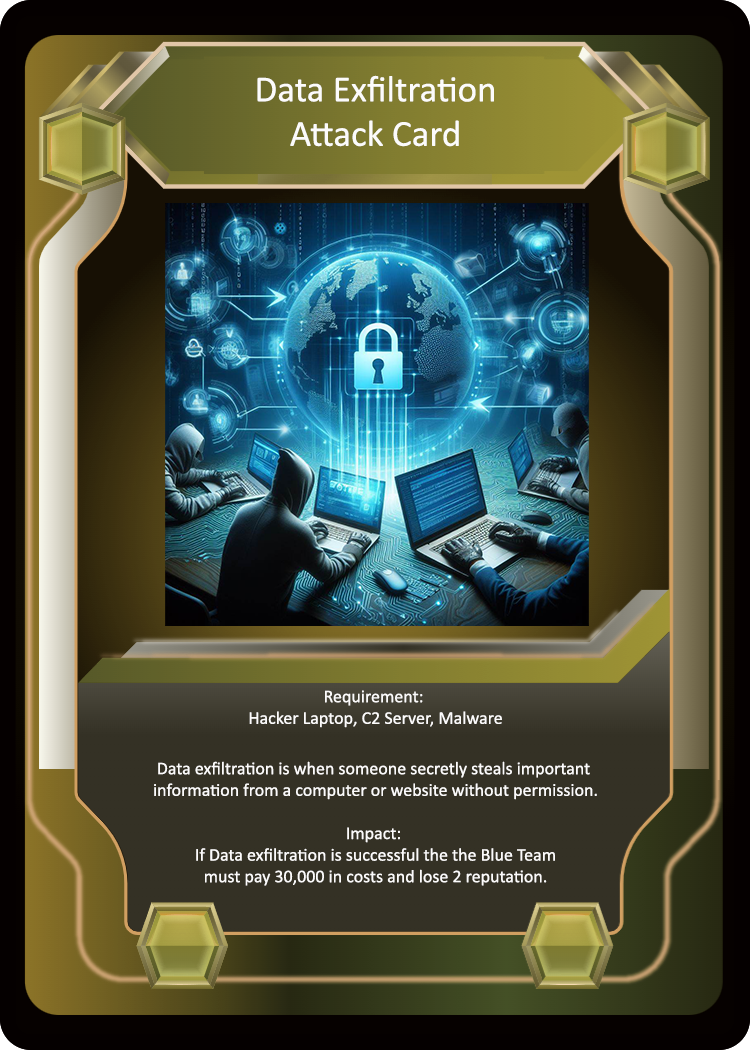 Data Exfiltration
Attack Card
Requirement:
Hacker Laptop, C2 Server, Malware
Data exfiltration is when someone secretly steals important
information from a computer or website without permission.
Impact:
If Data exfiltration is successful the the Blue Team
must pay 30,000 in costs and lose 2 reputation.